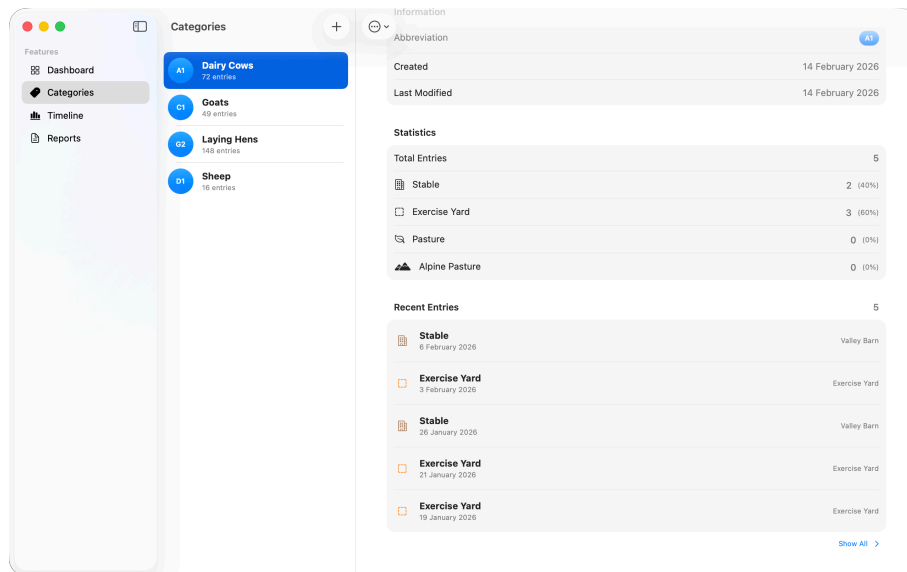 Features
Dashboard
Categories
Timeline
Reports
Categories
A1
Dairy Cows
72 entries
C1
Goats
49 entries
G2
Laying Hens
148 entries
D1
Sheep
16 entries
Information
Abbreviation A1
Created 14 February 2026
Last Modified 14 February 2026
Statistics
Total Entries 5
Stable 2 (40%)
Exercise Yard 3 (60%)
Pasture 0 (0%)
Alpine Pasture 0 (0%)
Recent Entries 5
Stable
6 February 2026
Valley Barn
Exercise Yard
3 February 2026
Exercise Yard
Stable
26 January 2026
Valley Barn
Exercise Yard
21 January 2026
Exercise Yard
Exercise Yard
19 January 2026
Exercise Yard
Show All